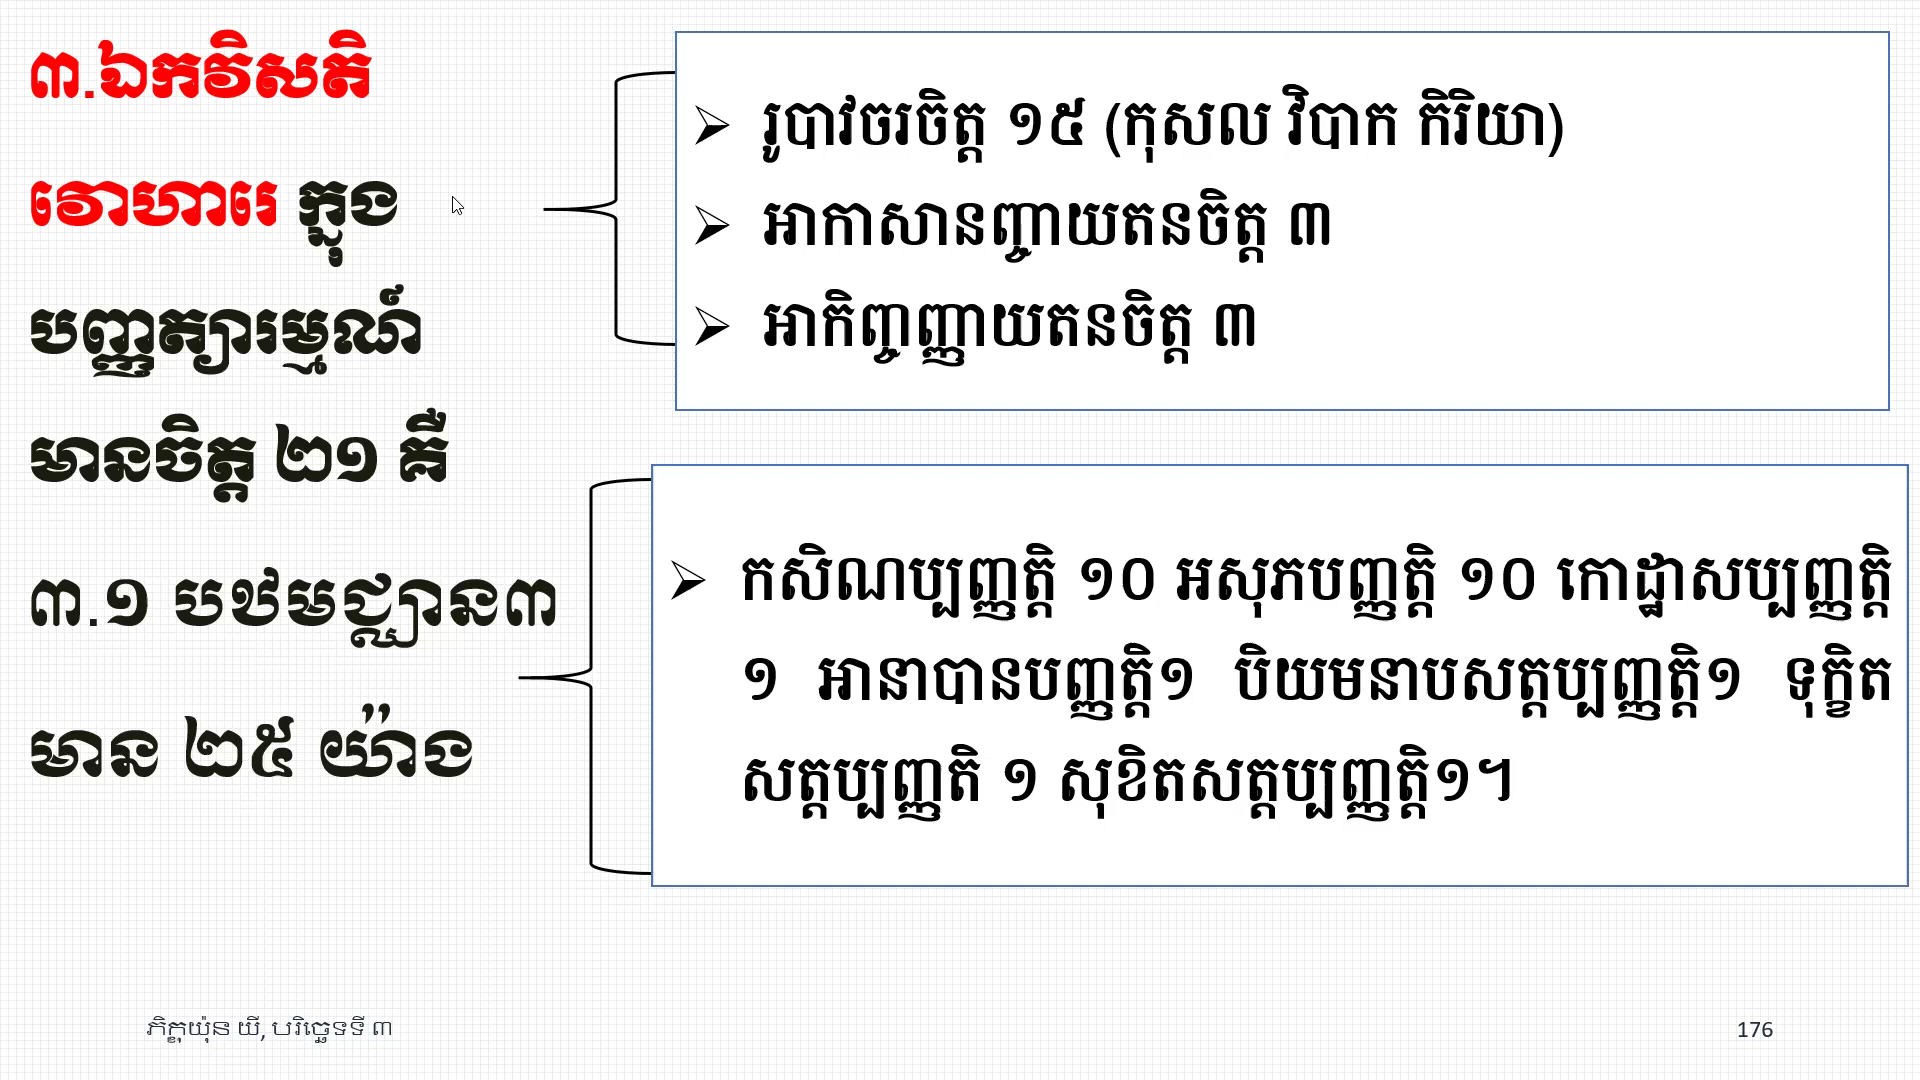 ៣.ឯកវិសតិ
វោហារេ ក្នុង
បញ្ញត្យារម្មណ៍
មានចិត្ត ២១ គឺ
➢ រូបាវចរចិត្ត ១៥ (កុសល វិបាក កិរិយា)
➢ អាកាសានញ្ចាយតនចិត្ត ៣
➢ អាកិញ្ចញ្ញាយតនចិត្ត ៣
៣.១ បឋមជ្ឈាន៣
មាន ២៥ យ៉ាង
➢ កសិណប្បញ្ញត្តិ ១០ អសុភបញ្ញត្តិ ១០ កោដ្ឋាសប្បញ្ញត្តិ
១ អានាបានបញ្ញត្តិ១ បិយមនាបសត្តប្បញ្ញត្តិ១ ទុក្ខិត
សត្តប្បញ្ញតិ ១ សុខិតសត្តប្បញ្ញត្តិ១។
ភិក្ខុយ៉ុន យី, បរិច្ឆេទទី ៣
176